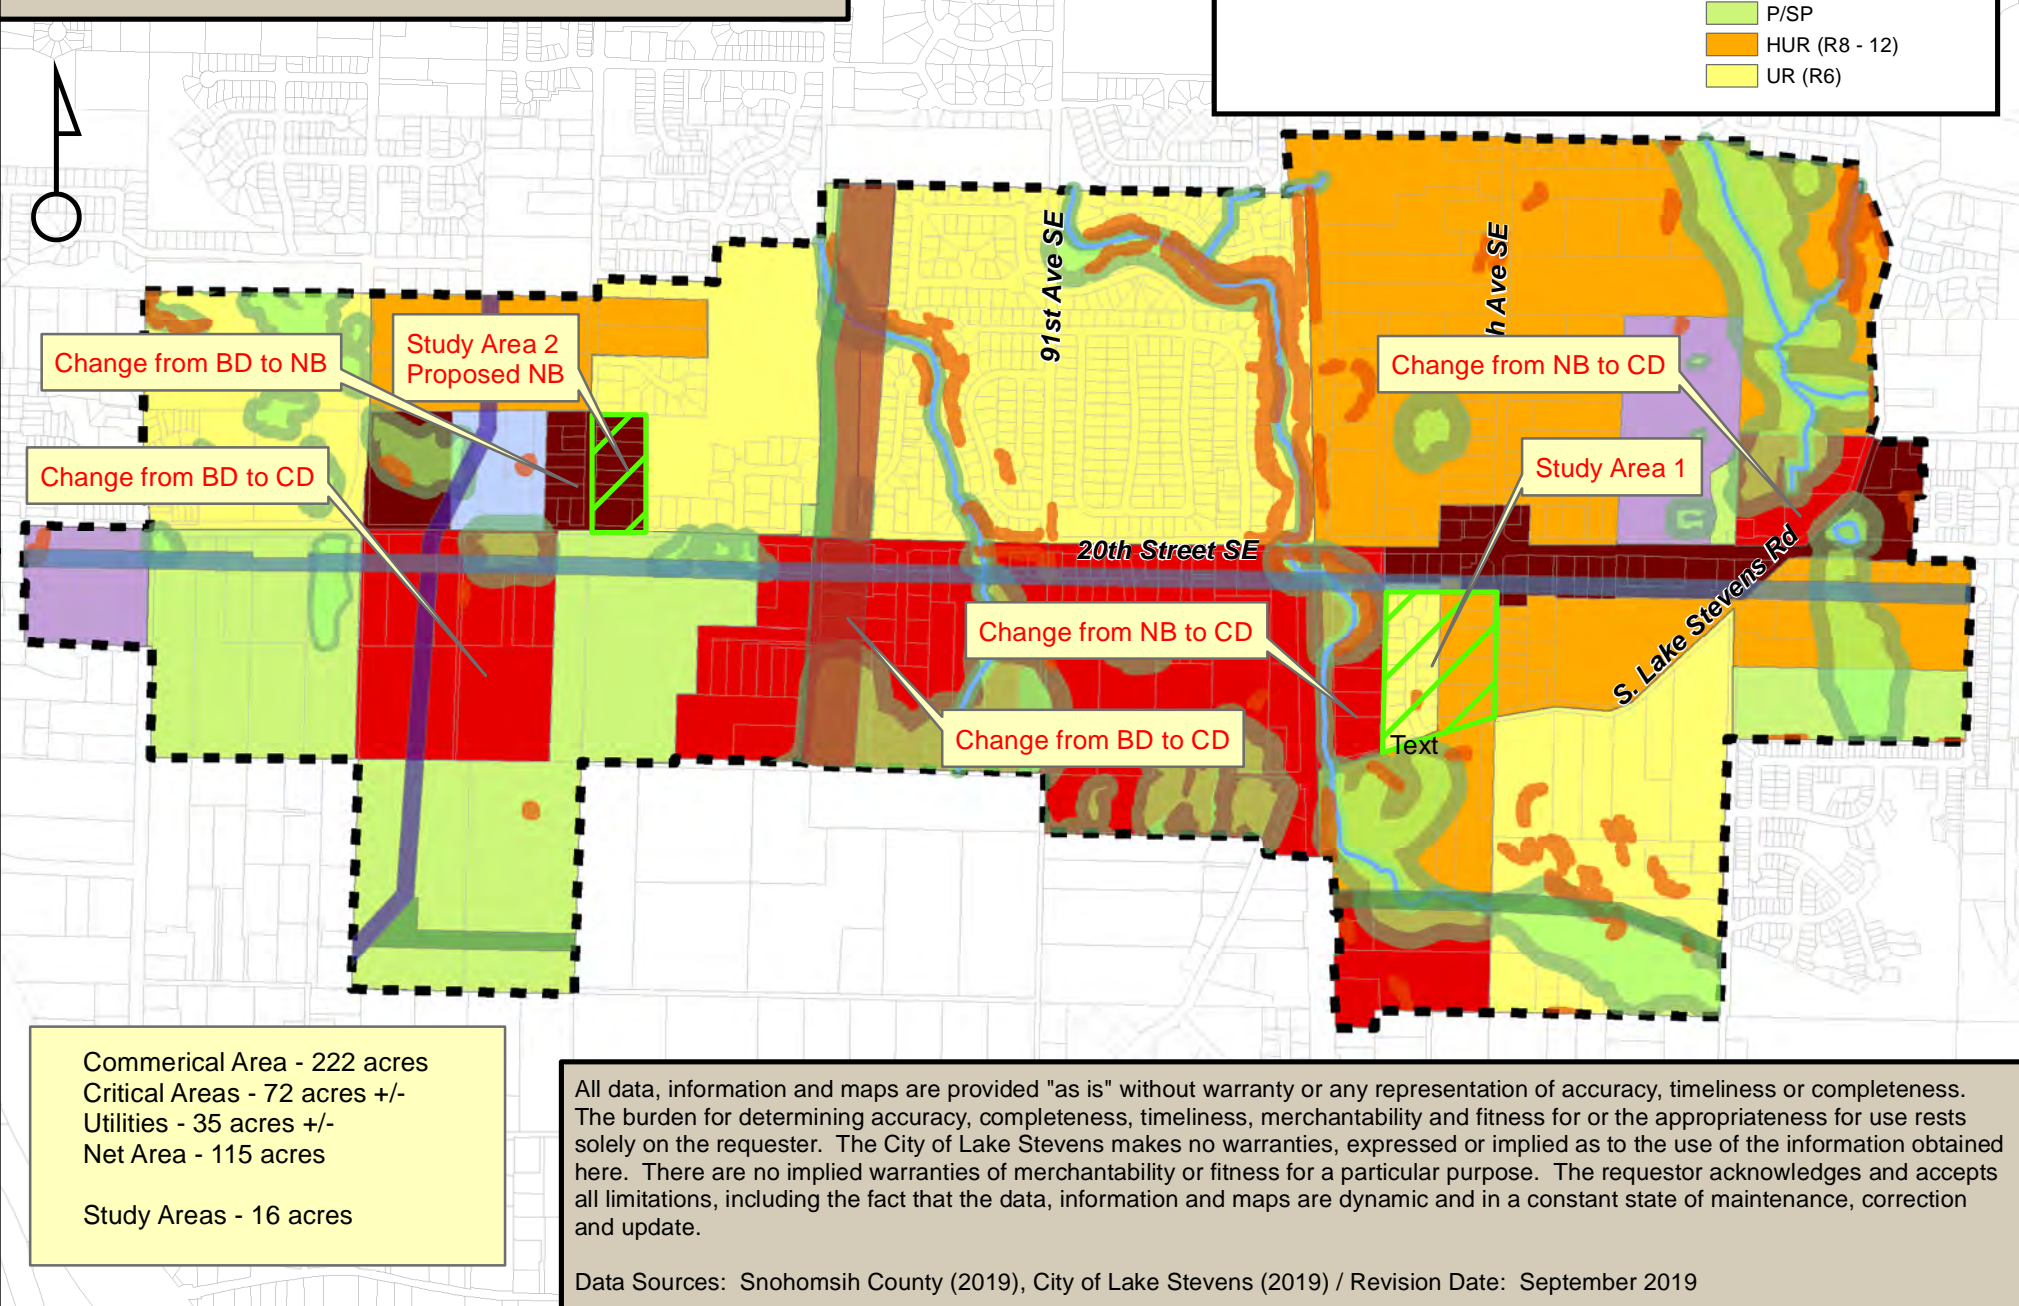 P/SP
HUR (R8 - 12)
UR (R6)
91st Ave SE
h Ave SE
Change from BD to NB
Study Area 2
Proposed NB
Change from NB to CD
Change from BD to CD
Study Area 1
20th Street SE
Change from NB to CD
S. Lake Stevens Rd
Change from BD to CD
Text
Commerical Area - 222 acres
Critical Areas - 72 acres +/-
Utilities - 35 acres +/-
Net Area - 115 acres
Study Areas - 16 acres
All data, information and maps are provided "as is" without warranty or any representation of accuracy, timeliness or completeness.
The burden for determining accuracy, completeness, timeliness, merchantability and fitness for or the appropriateness for use rests
solely on the requester.  The City of Lake Stevens makes no warranties, expressed or implied as to the use of the information obtained
here.  There are no implied warranties of merchantability or fitness for a particular purpose.  The requestor acknowledges and accepts
all limitations, including the fact that the data, information and maps are dynamic and in a constant state of maintenance, correction
and update.
Data Sources:  Snohomsih County (2019), City of Lake Stevens (2019) / Revision Date:  September 2019